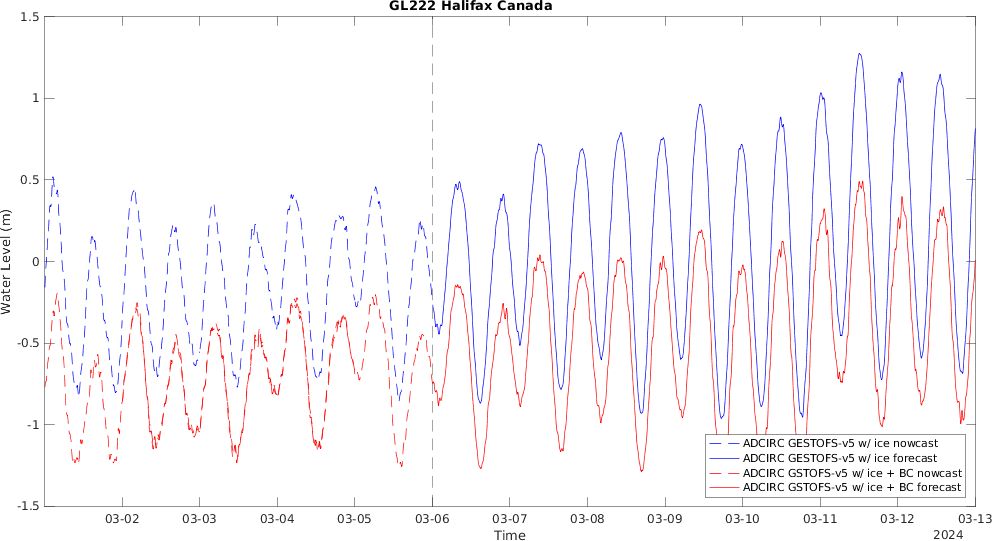 GL222 Halifax Canada
Water Level (m)
1.5
1
0.5
0
-0.5
-1
-1.5
03-02 03-03 03-04 03-05 03-06 03-07 03-08 03-09 03-10 03-11 03-12 03-13
Time
2024
ADCIRC GESTOFS-v5 w/ ice nowcast
ADCIRC GESTOFS-v5 w/ ice forecast
ADCIRC GSTOFS-v5 w/ ice + BC nowcast
ADCIRC GSTOFS-v5 w/ ice + BC forecast